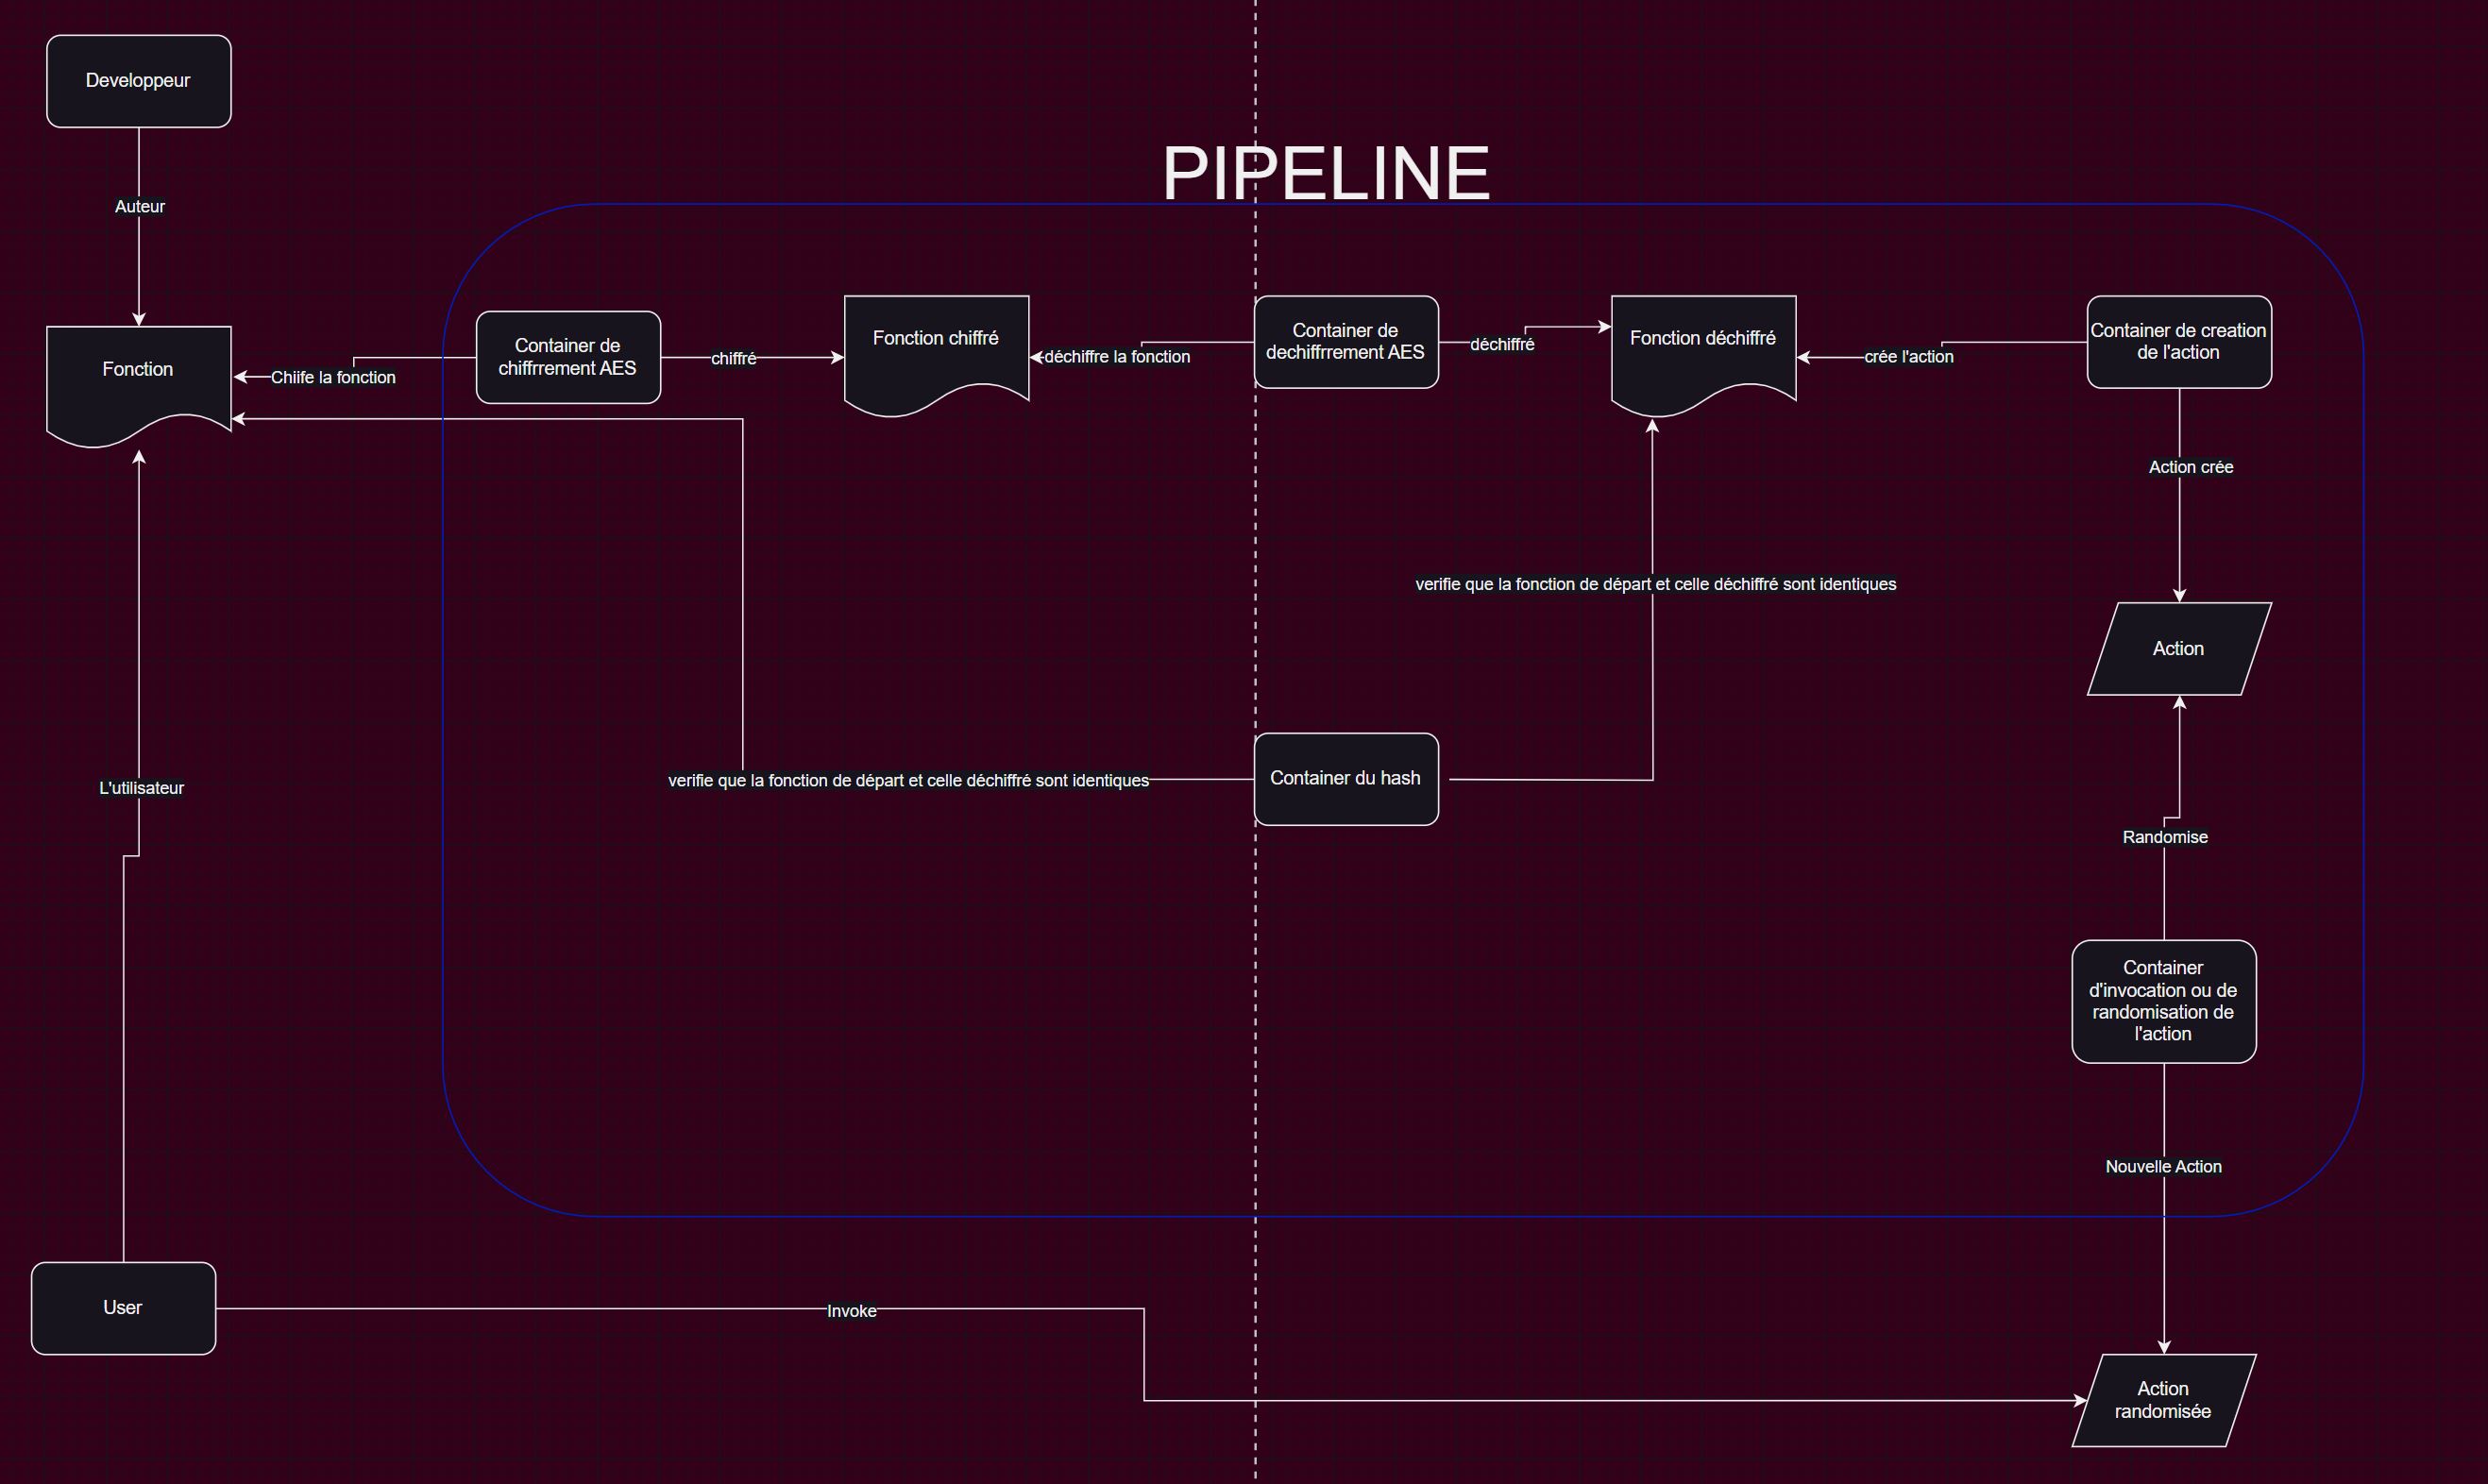 Developpeur
PIPELINE
Auteur
Fonction
Chiife la fonction
Container de
chiffrrement AES
chiffré
Fonction chiffré
déchiffre la fonction
Container de
dechiffrrement AES
déchiffré
Fonction déchiffré
crée l'action
Container de creation
de l'action
Action crée
verifie que la fonction de départ et celle déchiffré sont identiques
Action
L'utilisateur
verifie que la fonction de départ et celle déchiffré sont identiques
Container du hash
Randomise
Container
d'invocation ou de
randomisation de
l'action
Nouvelle Action
User
Invoke
Action
randomisée